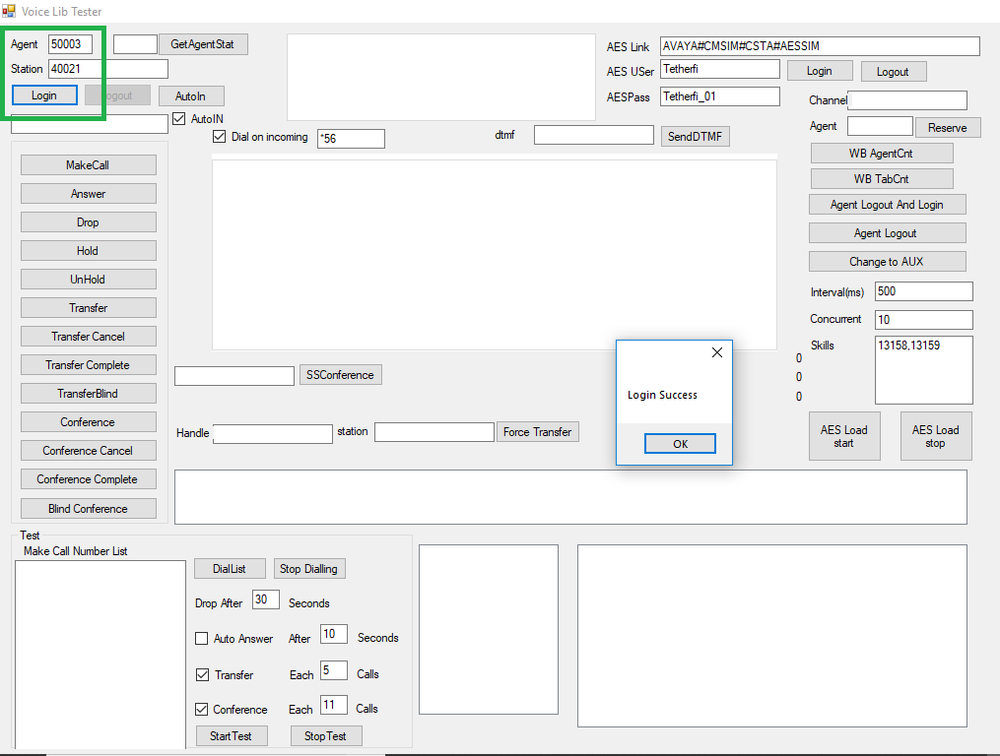 Voice Lib Tester
Agent 50003 GetAgentStat
AES Link AVAYA#CMSIM#CSTA#AESSIM
Station 40021
AES USer Tetherfi Login Logout
Login Logout AutoIn
AESPass Tetherfi_01
Channel
AutoIN
Agent Reserve
Dial on incoming *56
dtmf SendDTMF
WB AgentCnt
MakeCall
WB TabCnt
Answer
Agent Logout And Login
Drop
Agent Logout
Hold
Change to AUX
UnHold
Interval(ms) 500
Transfer
Concurrent 10
Transfer Cancel
Skills 13158,13159
0
Transfer Complete
SSConference
0
TransferBlind
Login Success
0
Conference
Handle station Force Transfer
OK
AES Load start
AES Load stop
Conference Cancel
Conference Complete
Blind Conference
Test
Make Call Number List
DialList Stop Dialling
Drop After 30 Seconds
Auto Answer After 10 Seconds
Transfer Each 5 Calls
Conference Each 11 Calls
StartTest StopTest